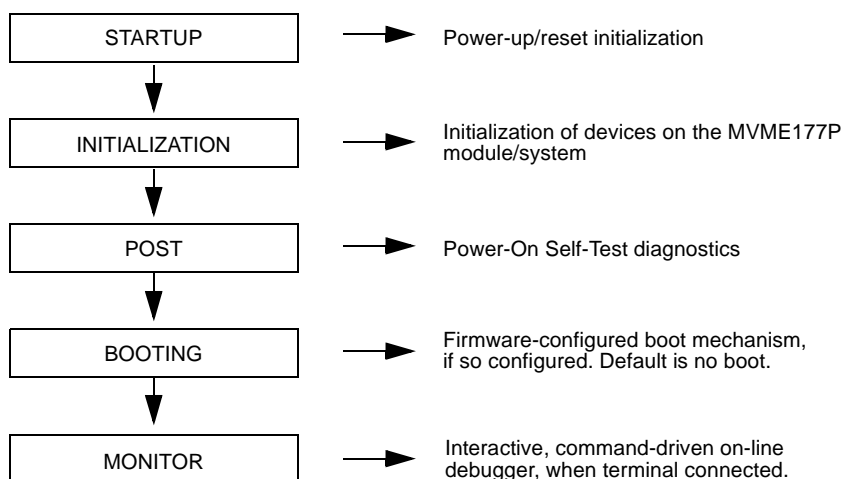 STARTUP
Power-up/reset initialization
INITIALIZATION
Initialization of devices on the MVME177P
module/system
POST
Power-On Self-Test diagnostics
BOOTING
Firmware-configured boot mechanism,
if so configured. Default is no boot.
MONITOR
Interactive, command-driven on-line
debugger, when terminal connected.